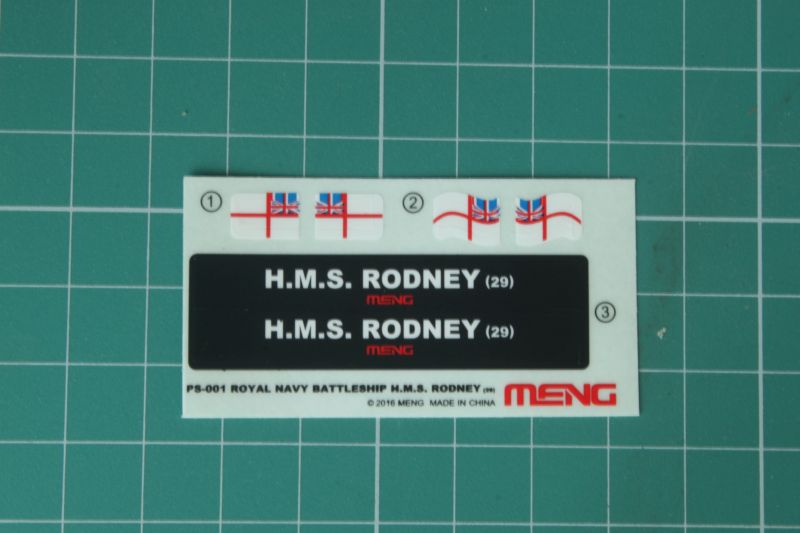 ① ②
H.M.S. RODNEY (29)
MENG
H.M.S. RODNEY (29)
MENG
③
PS-001 ROYAL NAVY BATTLESHIP H.M.S. RODNEY (29)
© 2016 MENG MADE IN CHINA
MENG